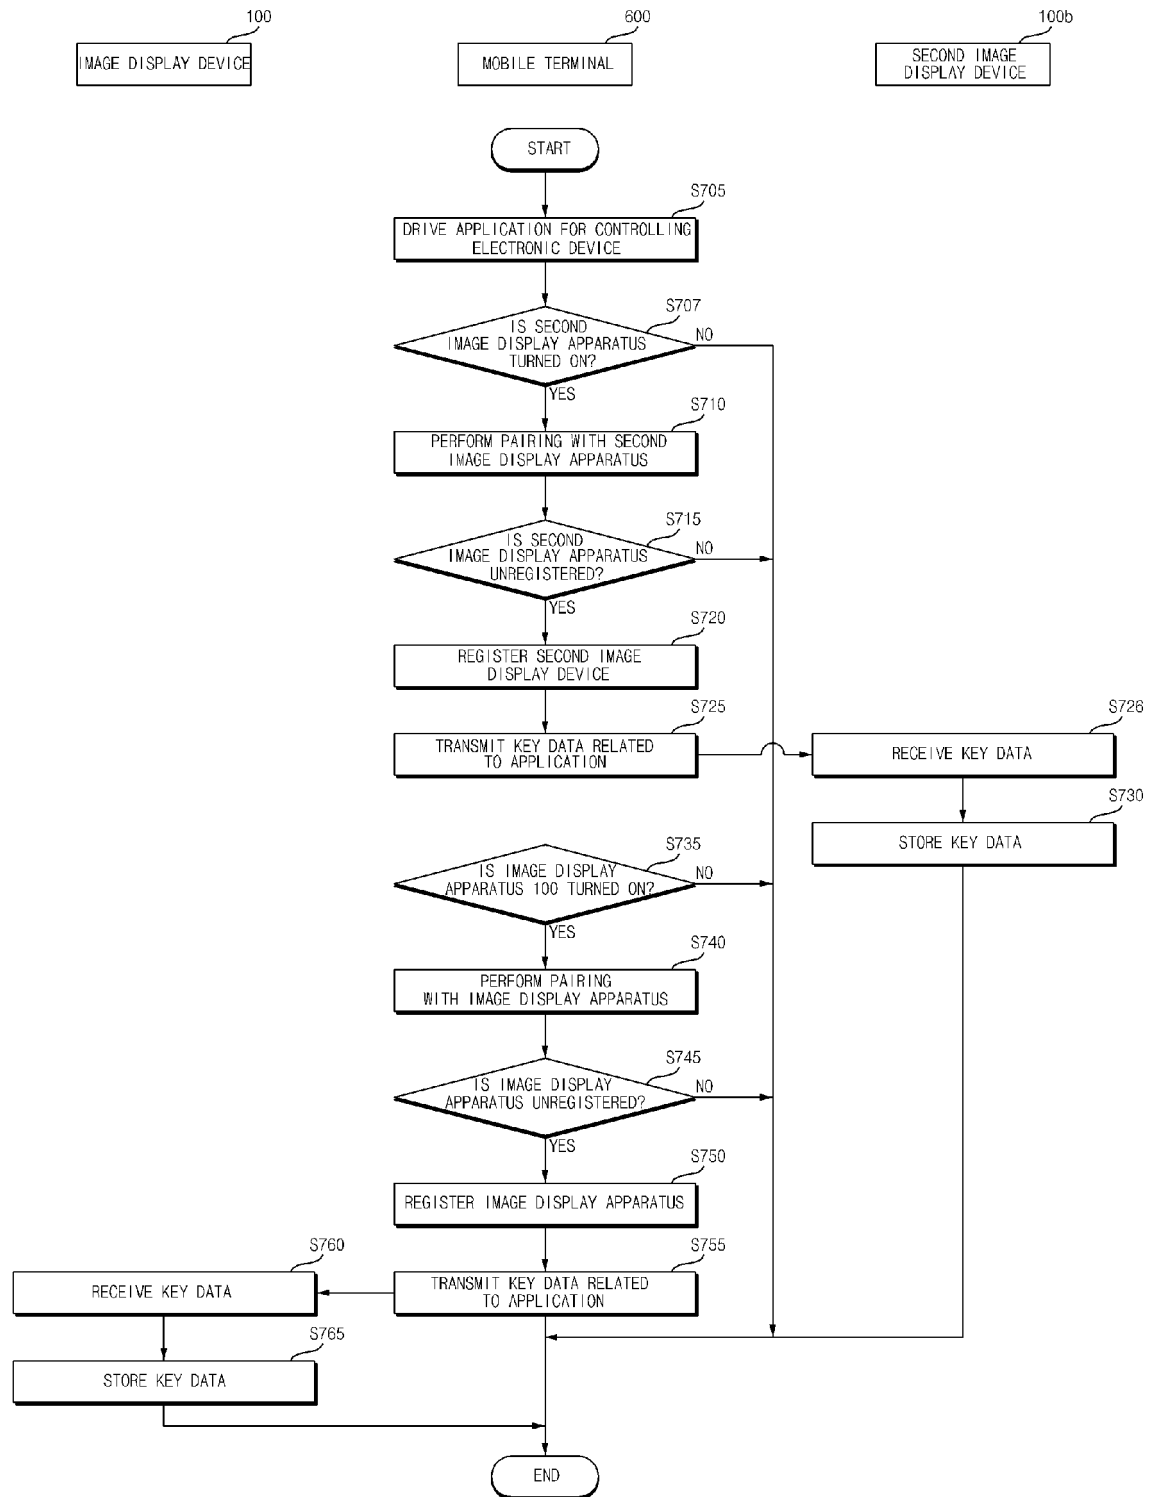 100
600
100b
IMAGE DISPLAY DEVICE
MOBILE TERMINAL
SECOND IMAGE
DISPLAY DEVICE
START
S705
DRIVE APPLICATION FOR CONTROLLING
ELECTRONIC DEVICE
S707
IS SECOND
IMAGE DISPLAY APPARATUS
TURNED ON?
NO
YES
S710
PERFORM PAIRING WITH SECOND
IMAGE DISPLAY APPARATUS
S715
IS SECOND
IMAGE DISPLAY APPARATUS
UNREGISTERED?
NO
YES
S720
REGISTER SECOND IMAGE
DISPLAY DEVICE
S725
TRANSMIT KEY DATA RELATED
TO APPLICATION
S726
RECEIVE KEY DATA
S730
STORE KEY DATA
S735
IS IMAGE DISPLAY
APPARATUS 100 TURNED ON?
NO
YES
S740
PERFORM PAIRING
WITH IMAGE DISPLAY APPARATUS
S745
IS IMAGE DISPLAY
APPARATUS UNREGISTERED?
NO
YES
S750
REGISTER IMAGE DISPLAY APPARATUS
S755
TRANSMIT KEY DATA RELATED
TO APPLICATION
S760
RECEIVE KEY DATA
S765
STORE KEY DATA
END